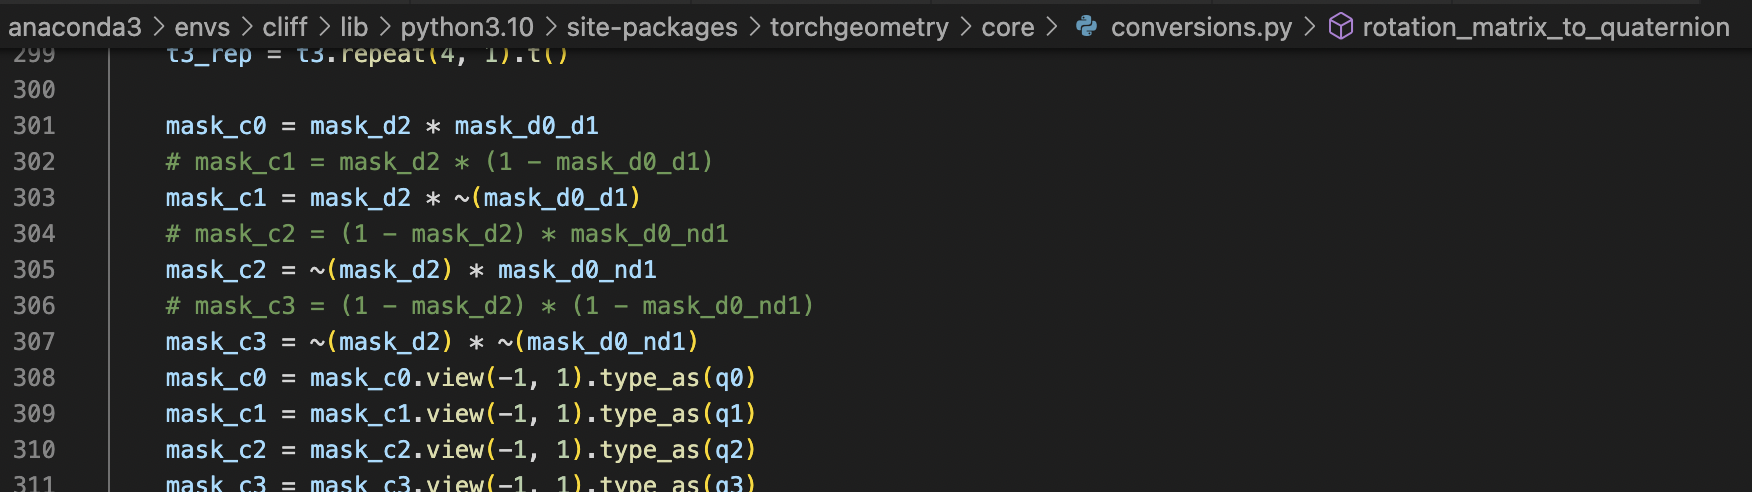 anaconda3 > envs > cliff > lib > python3.10 > site-packages > torchgeometry > core > conversions.py > rotation_matrix_to_quaternion
299 t3_rep = t3.repeat(4, 1).t()
300
301 mask_c0 = mask_d2 * mask_d0_d1
302 # mask_c1 = mask_d2 * (1 - mask_d0_d1)
303 mask_c1 = mask_d2 * ~(mask_d0_d1)
304 # mask_c2 = (1 - mask_d2) * mask_d0_nd1
305 mask_c2 = ~(mask_d2) * mask_d0_nd1
306 # mask_c3 = (1 - mask_d2) * (1 - mask_d0_nd1)
307 mask_c3 = ~(mask_d2) * ~(mask_d0_nd1)
308 mask_c0 = mask_c0.view(-1, 1).type_as(q0)
309 mask_c1 = mask_c1.view(-1, 1).type_as(q1)
310 mask_c2 = mask_c2.view(-1, 1).type_as(q2)
311 mask_c3 = mask_c3.view(-1, 1).type_as(q3)